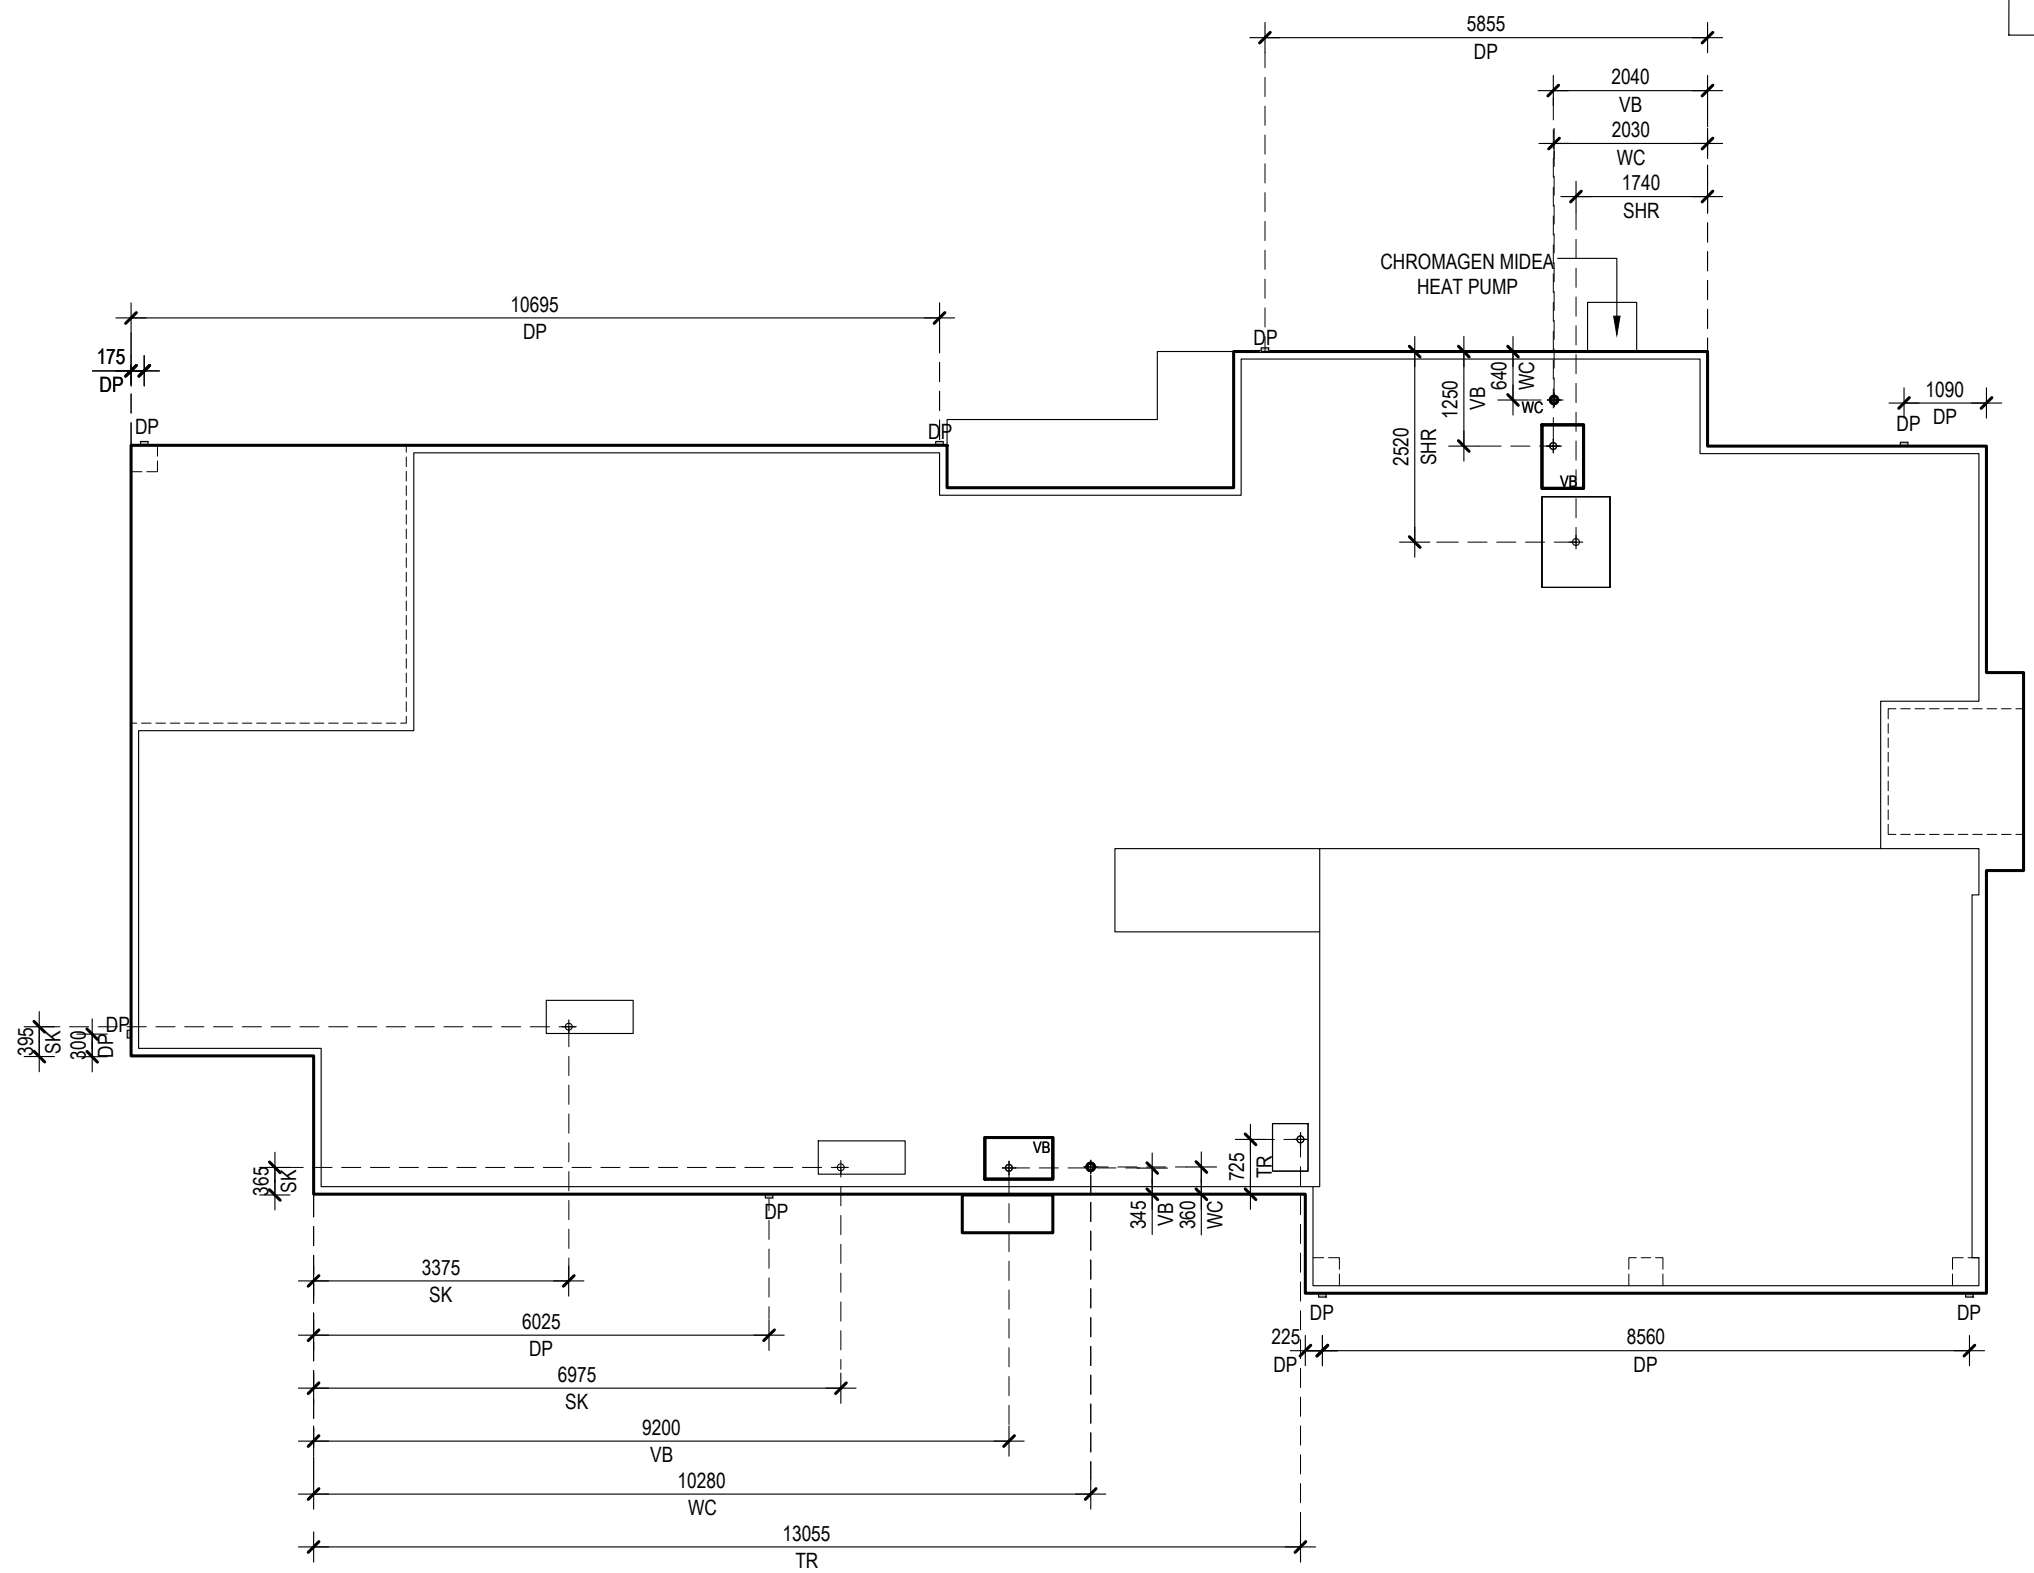 5855
DP
2040
VB
2030
WC
1740
SHR
CHROMAGEN MIDEA
HEAT PUMP
10695
DP
175
DP
DP
DP
DP
640
WC
1250
VB
2520
SHR
WC
VB
1090
DP
DP
395
SK
300
DP
DP
365
SK
VB
725
TR
345
VB
360
WC
DP
3375
SK
6025
DP
6975
SK
9200
VB
10280
WC
13055
TR
DP
DP
225
DP
8560
DP